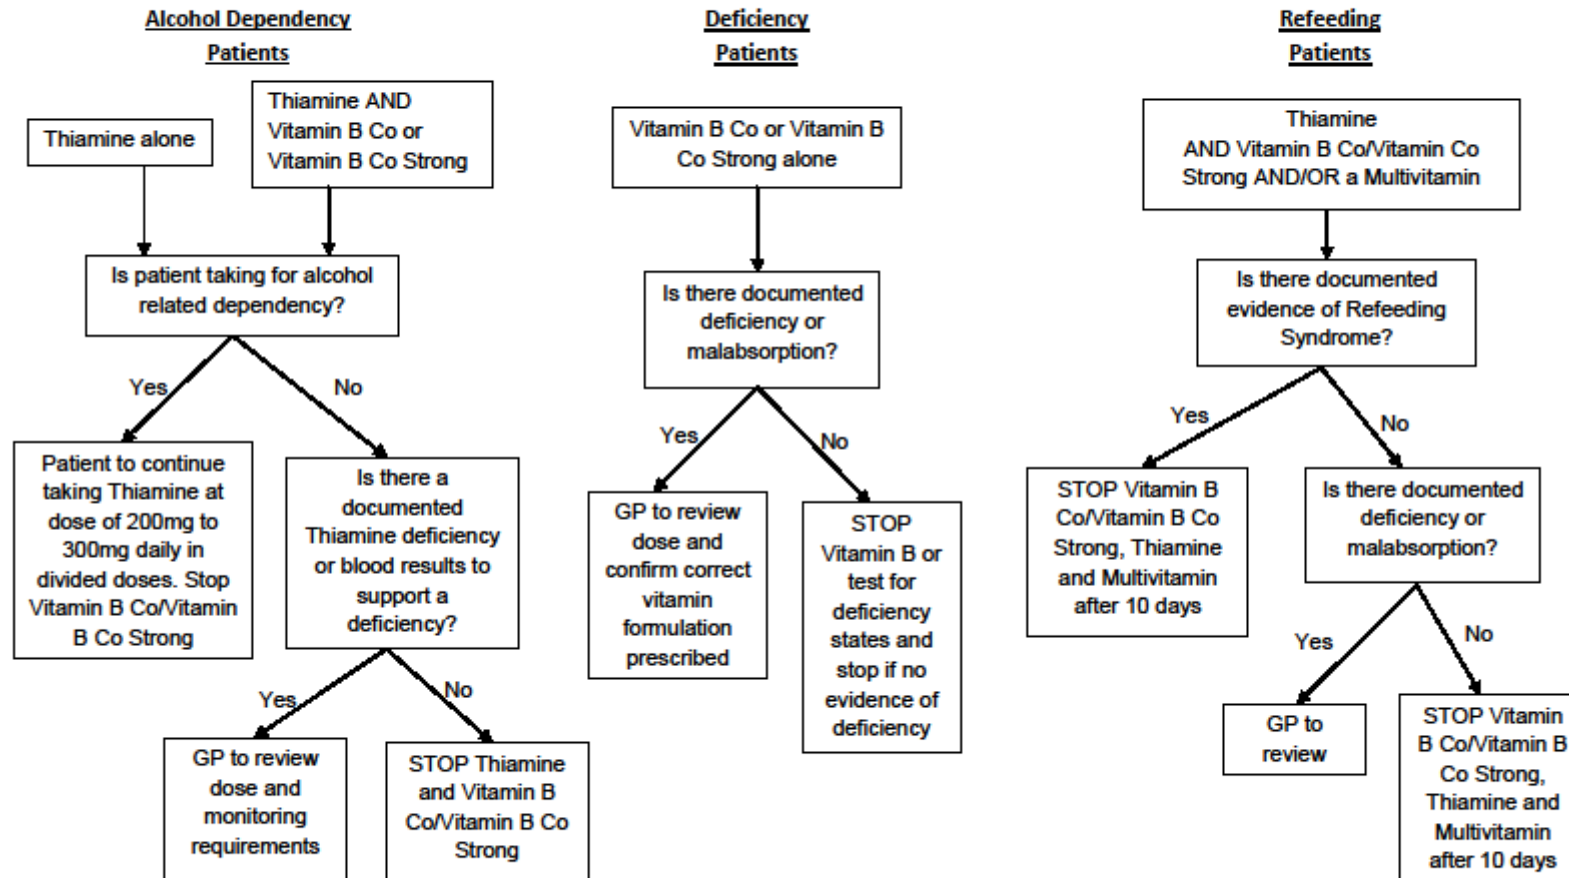 Alcohol Dependency
Patients
Thiamine alone
Thiamine AND
Vitamin B Co or
Vitamin B Co Strong
Is patient taking for alcohol
related dependency?
Yes
No
Patient to continue
taking Thiamine at
dose of 200mg to
300mg daily in
divided doses. Stop
Vitamin B Co/Vitamin
B Co Strong
Is there a
documented
Thiamine deficiency
or blood results to
support a
deficiency?
Yes
No
GP to review
dose and
monitoring
requirements
STOP Thiamine
and Vitamin B
Co/Vitamin B Co
Strong
Deficiency
Patients
Vitamin B Co or Vitamin B
Co Strong alone
Is there documented
deficiency or
malabsorption?
Yes
No
GP to review
dose and
confirm correct
vitamin
formulation
prescribed
STOP
Vitamin B or
test for
deficiency
states and
stop if no
evidence of
deficiency
Refeeding
Patients
Thiamine
AND Vitamin B Co/Vitamin Co
Strong AND/OR a Multivitamin
Is there documented
evidence of Refeeding
Syndrome?
Yes
No
STOP Vitamin B
Co/Vitamin B Co
Strong, Thiamine
and Multivitamin
after 10 days
Is there documented
deficiency or
malabsorption?
Yes
No
GP to
review
STOP Vitamin
B Co/Vitamin B
Co Strong,
Thiamine and
Multivitamin
after 10 days